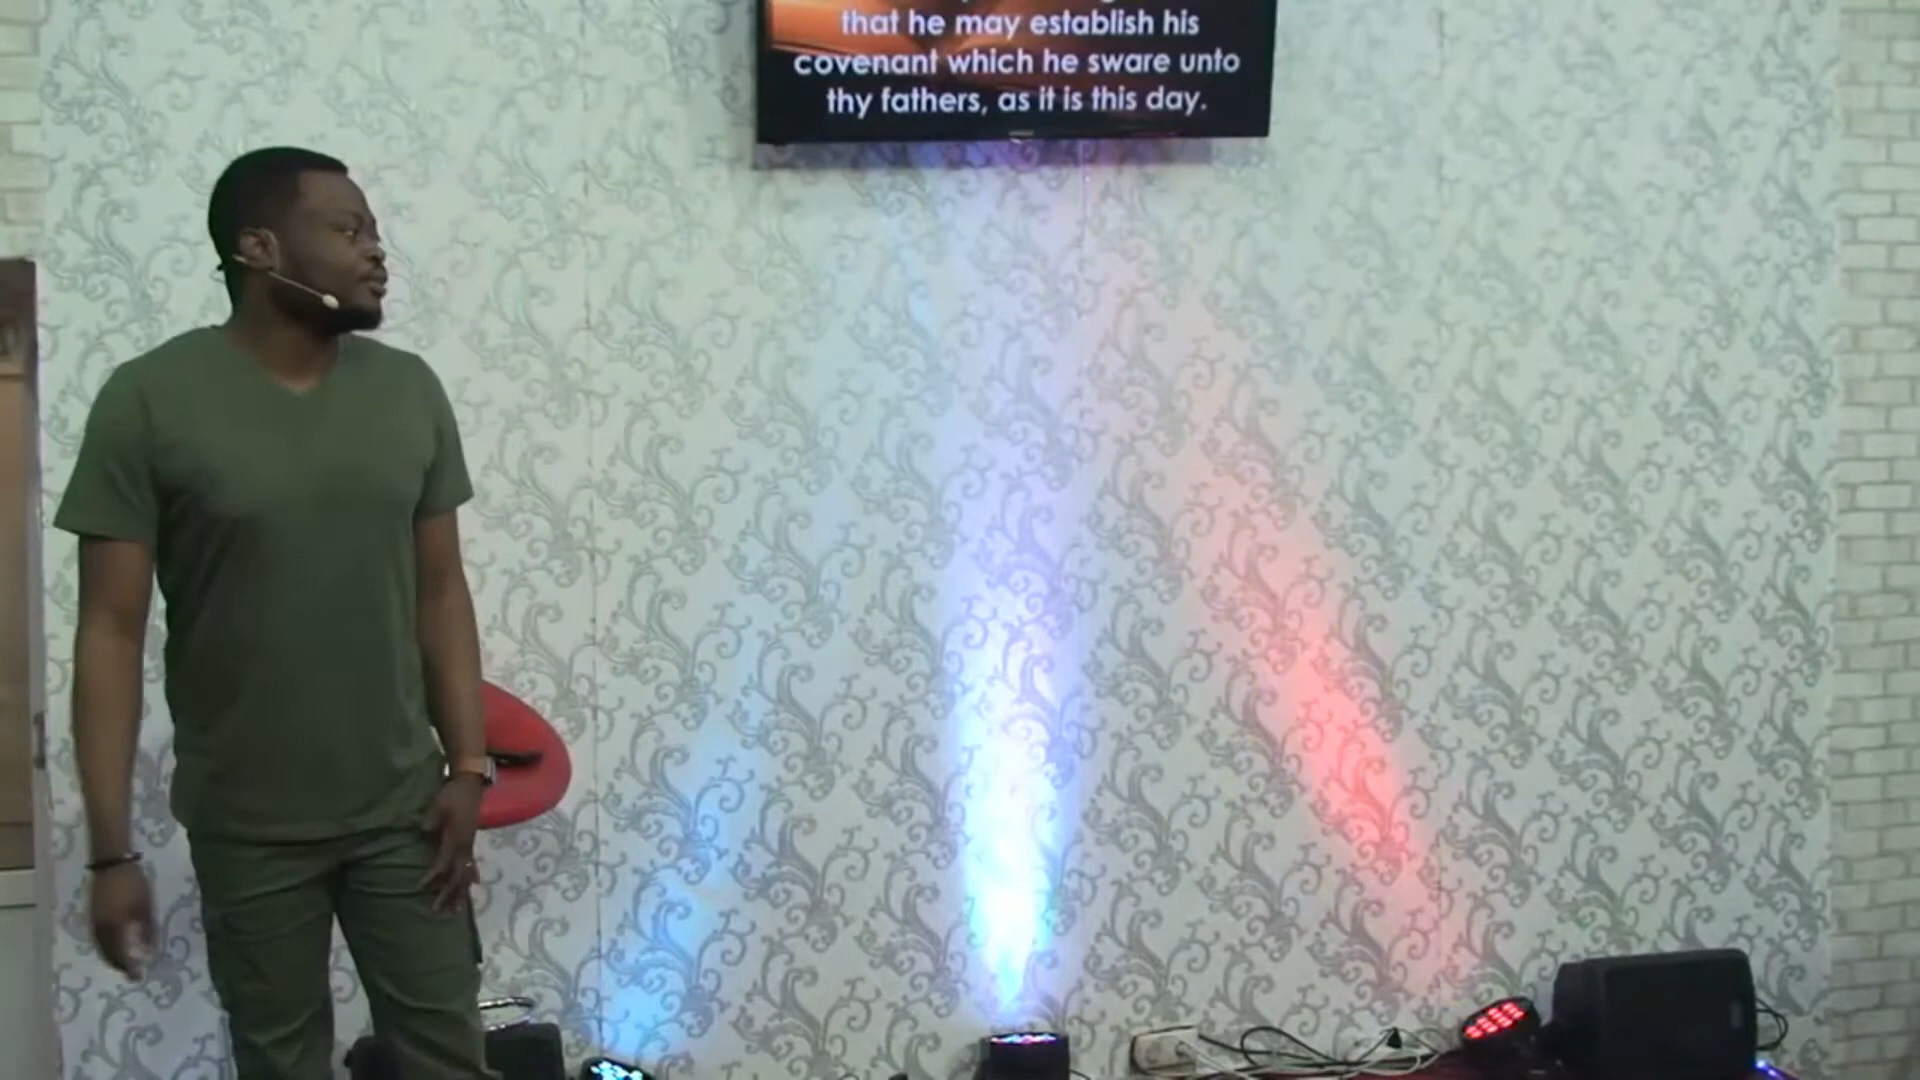 that he may establish his
covenant which he sware unto
thy fathers, as it is this day.